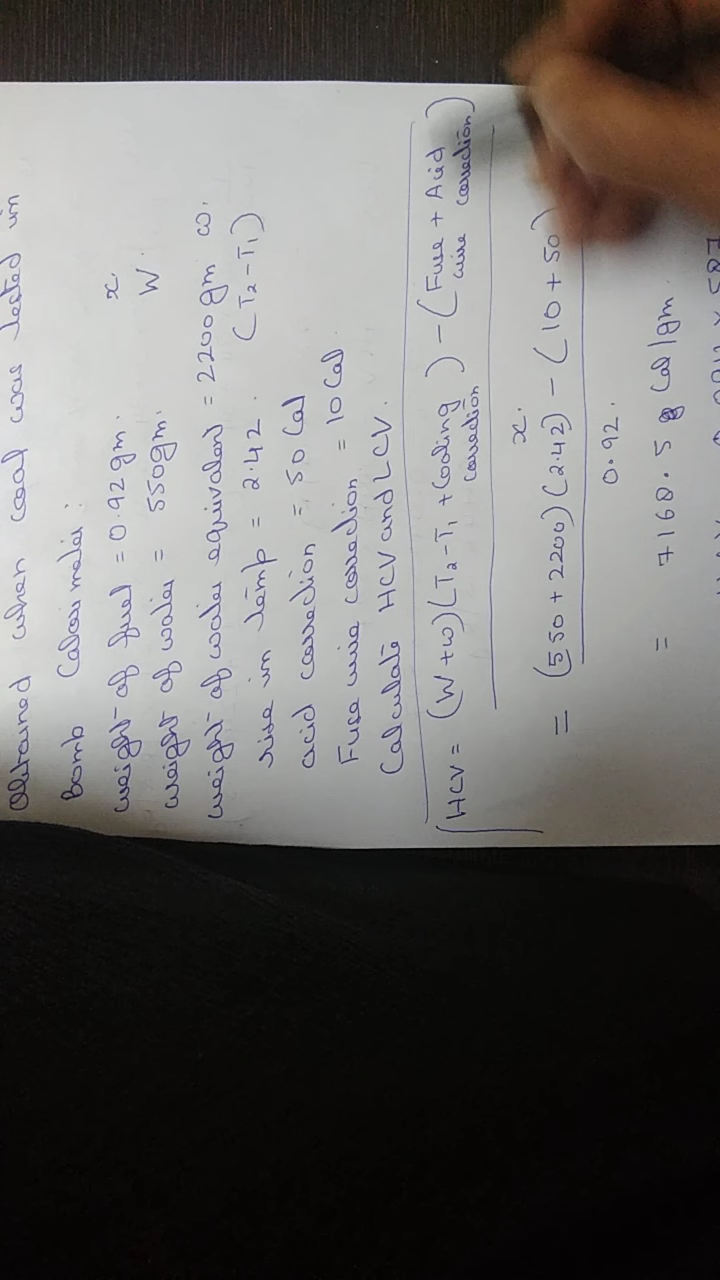 Obtained when coal was tested in
Bomb Calorimeter:
weight of fuel = 0.92 gm. x.
weight of water = 550 gm. W.
weight of water equivalent = 2200 gm w.
rise in temp = 2.42. (T2-T1)
acid correction = 50 Cal
Fuse wire correction = 10 Cal.
Calculate HCV and LCV.
HCV = (W+w)(T2-T1 + Cooling correction) - (Fuse wire + Acid correction)
x.
= (550+2200)(2.42) - (10+50)
0.92.
= 7168.5 Cal/gm.
× 587